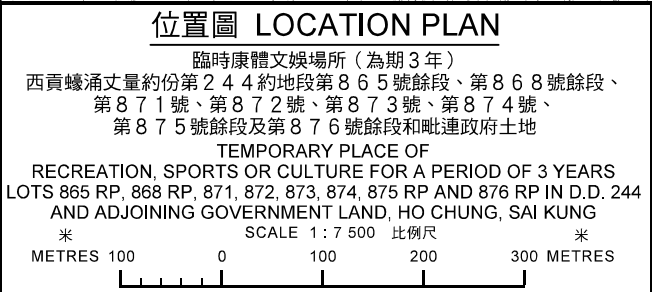 位置圖 LOCATION PLAN
臨時康體文娛場所（為期３年）
西貢蠔涌丈量約份第２４４約地段第８６５號餘段、第８６８號餘段、
第８７１號、第８７２號、第８７３號、第８７４號、
第８７５號餘段及第８７６號餘段和毗連政府土地
TEMPORARY PLACE OF
RECREATION, SPORTS OR CULTURE FOR A PERIOD OF 3 YEARS
LOTS 865 RP, 868 RP, 871, 872, 873, 874, 875 RP AND 876 RP IN D.D. 244
AND ADJOINING GOVERNMENT LAND, HO CHUNG, SAI KUNG
米 SCALE 1 : 7 500 比例尺 米
METRES 100 0 100 200 300 METRES